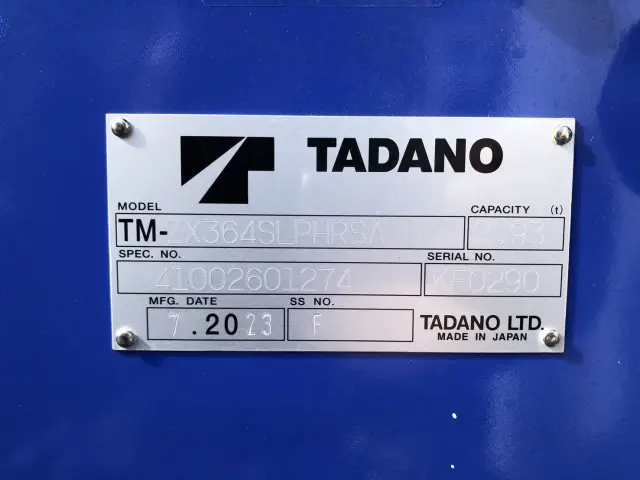 TADANO
MODEL CAPACITY (t)
TM-ZX364SLPHRSA 2.93
SPEC. NO. SERIAL NO.
41002601274 KF0290
MFG. DATE SS NO.
7.2023 F TADANO LTD.
MADE IN JAPAN